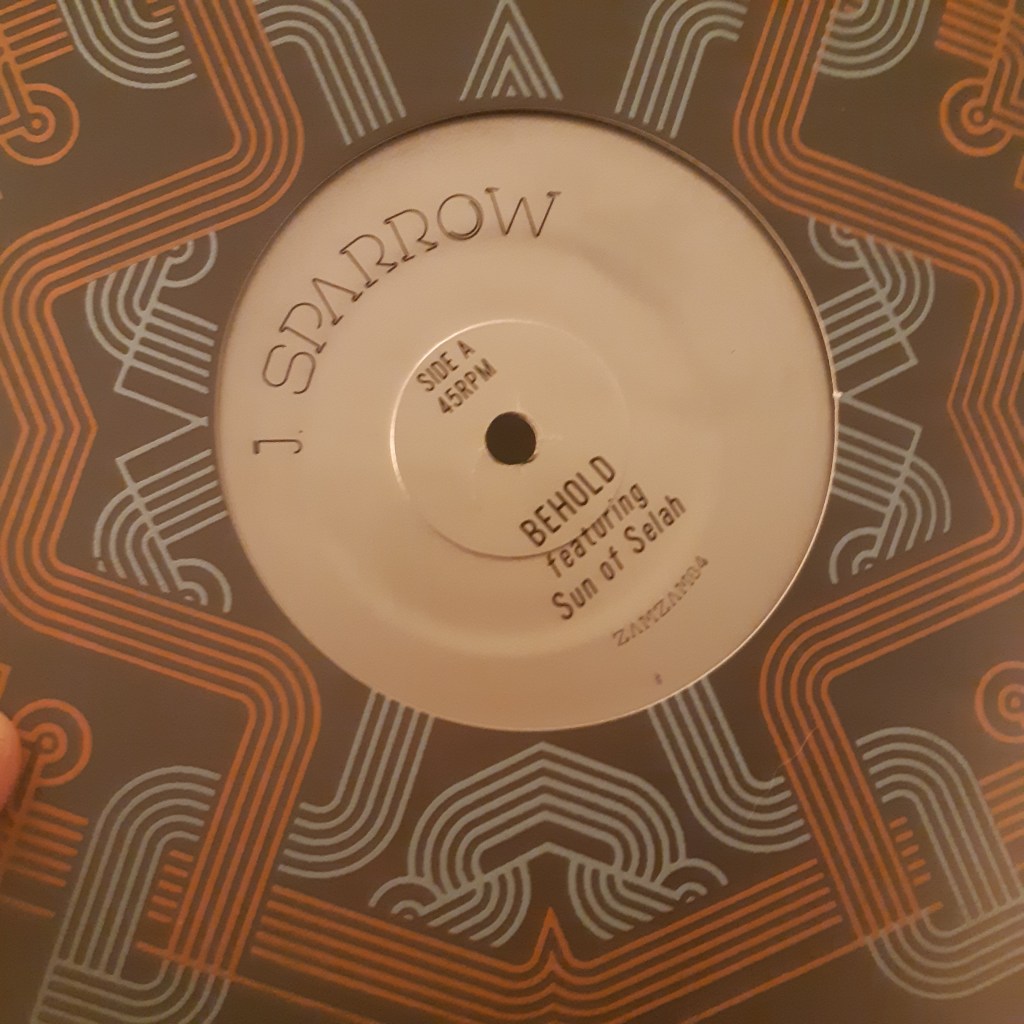 J. SPARROW
SIDE A
45RPM
BEHOLD
featuring
Sun of Selah
ZAMZAM84